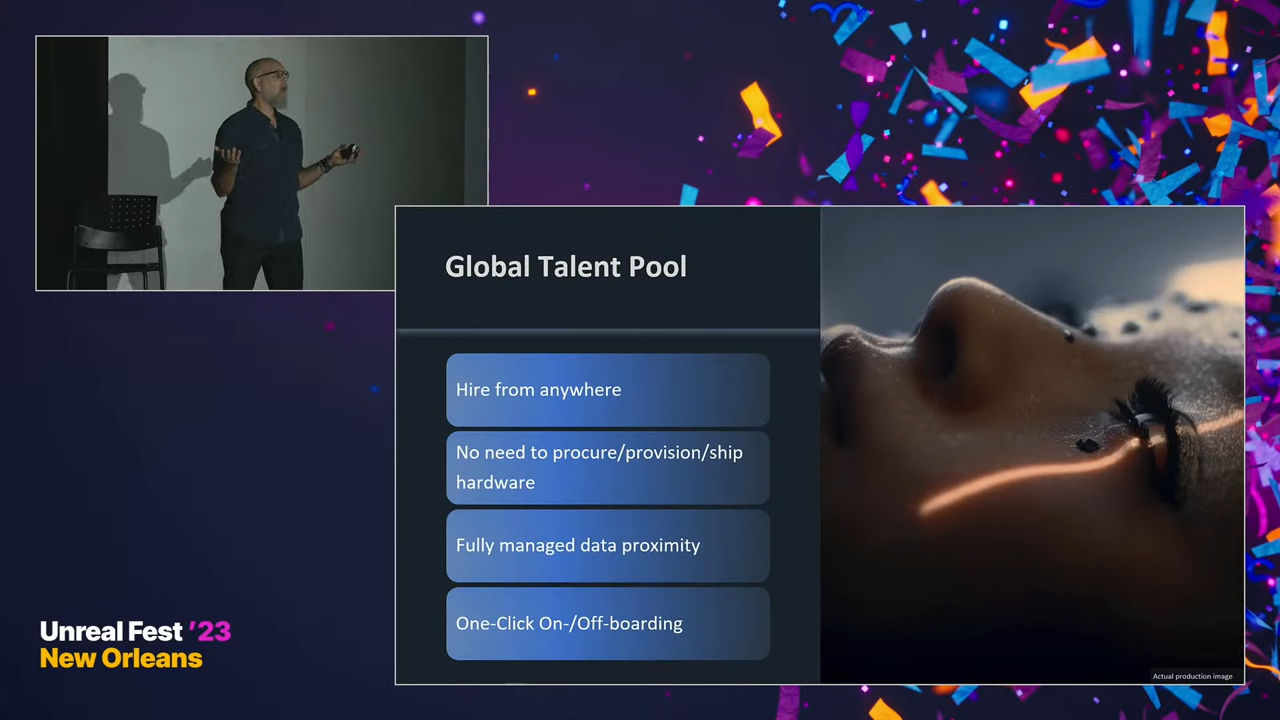 Global Talent Pool
Hire from anywhere
No need to procure/provision/ship
hardware
Fully managed data proximity
One-Click On-/Off-boarding
Actual production image
Unreal Fest '23
New Orleans